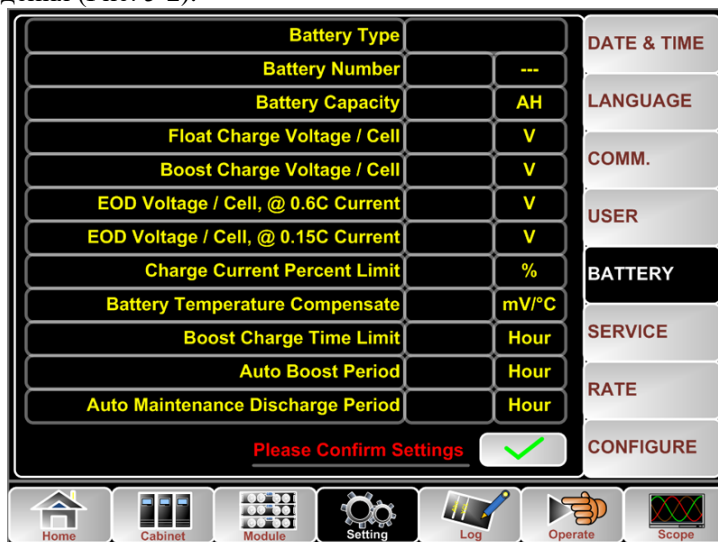 (Рис. 5-2).
Battery Type
Battery Number ---
Battery Capacity AH
Float Charge Voltage / Cell V
Boost Charge Voltage / Cell V
EOD Voltage / Cell, @ 0.6C Current V
EOD Voltage / Cell, @ 0.15C Current V
Charge Current Percent Limit %
Battery Temperature Compensate mV/°C
Boost Charge Time Limit Hour
Auto Boost Period Hour
Auto Maintenance Discharge Period Hour
Please Confirm Settings
DATE & TIME
LANGUAGE
COMM.
USER
BATTERY
SERVICE
RATE
CONFIGURE
Home
Cabinet
Module
Setting
Log
Operate
Scope